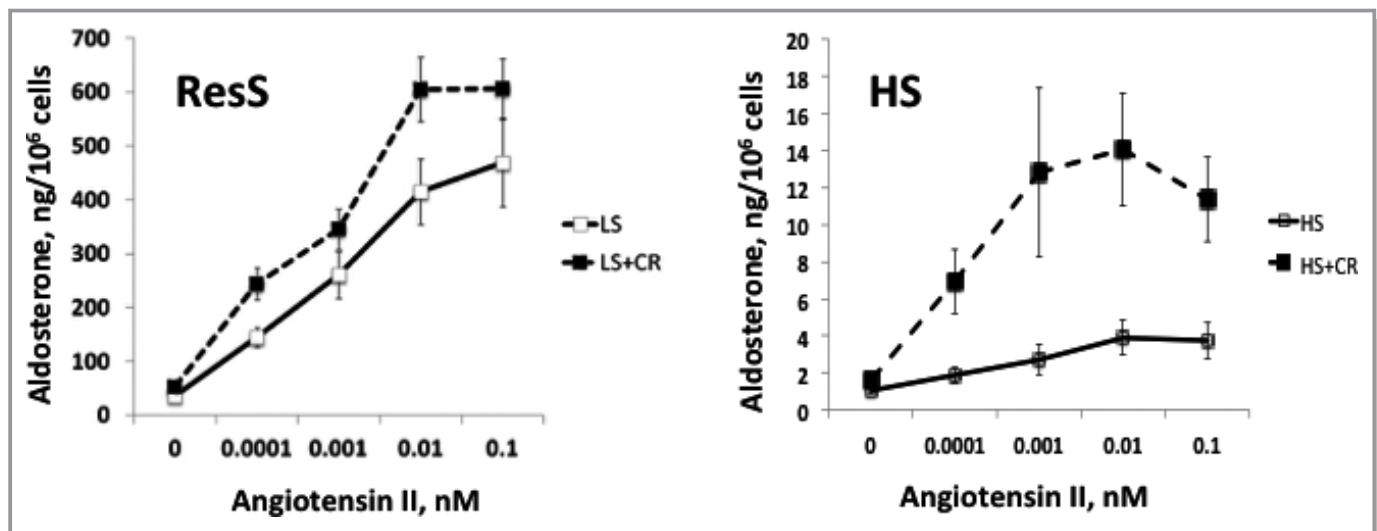 ResS
Aldosterone, ng/10⁶ cells
700
600
500
400
300
200
100
0
0 0.0001 0.001 0.01 0.1
Angiotensin II, nM
LS
LS+CR
HS
Aldosterone, ng/10⁶ cells
20
18
16
14
12
10
8
6
4
2
0
0 0.0001 0.001 0.01 0.1
Angiotensin II, nM
HS
HS+CR